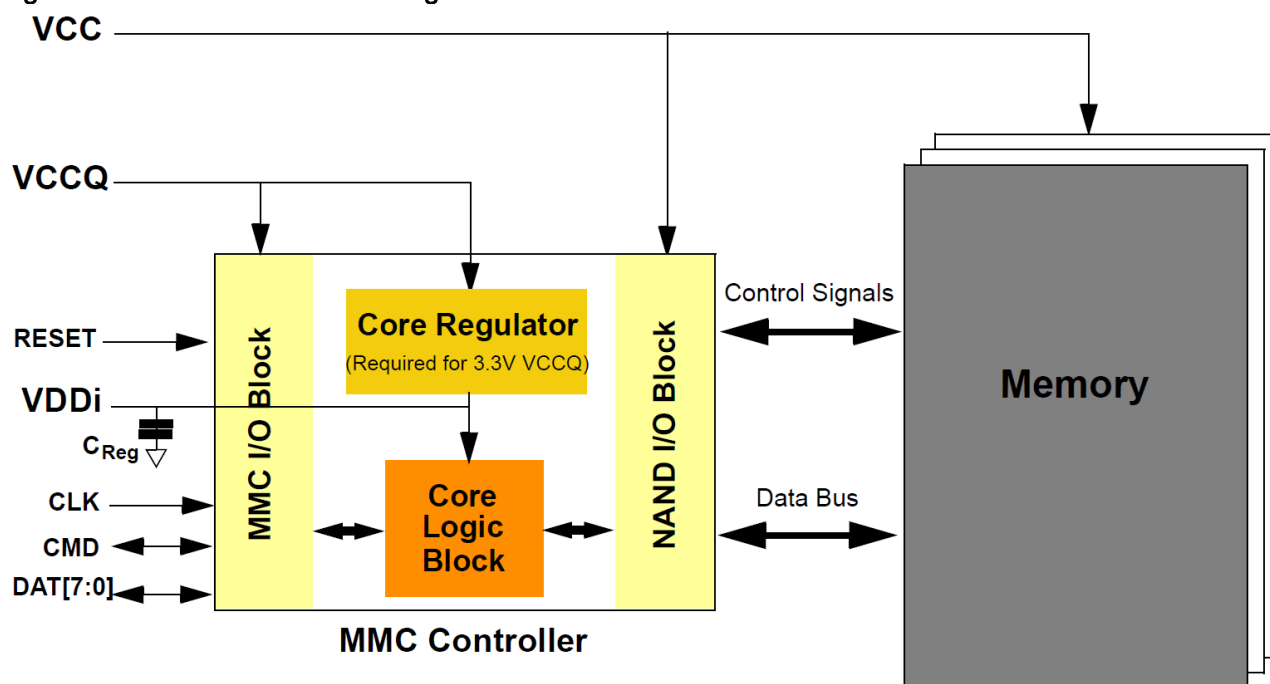 VCC
VCCQ
RESET
VDDi
CReg
CLK
CMD
DAT[7:0]
MMC I/O Block
Core Regulator
(Required for 3.3V VCCQ)
Core
Logic
Block
NAND I/O Block
MMC Controller
Control Signals
Data Bus
Memory